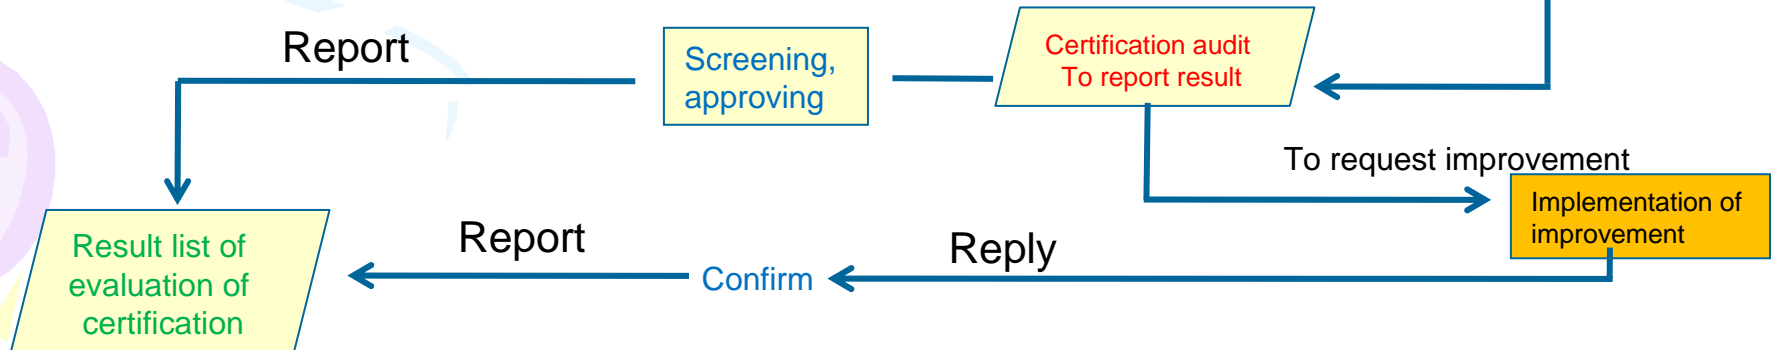 Report
Screening,
approving
Certification audit
To report result
To request improvement
Implementation of
improvement
Result list of
evaluation of
certification
Report
Confirm
Reply